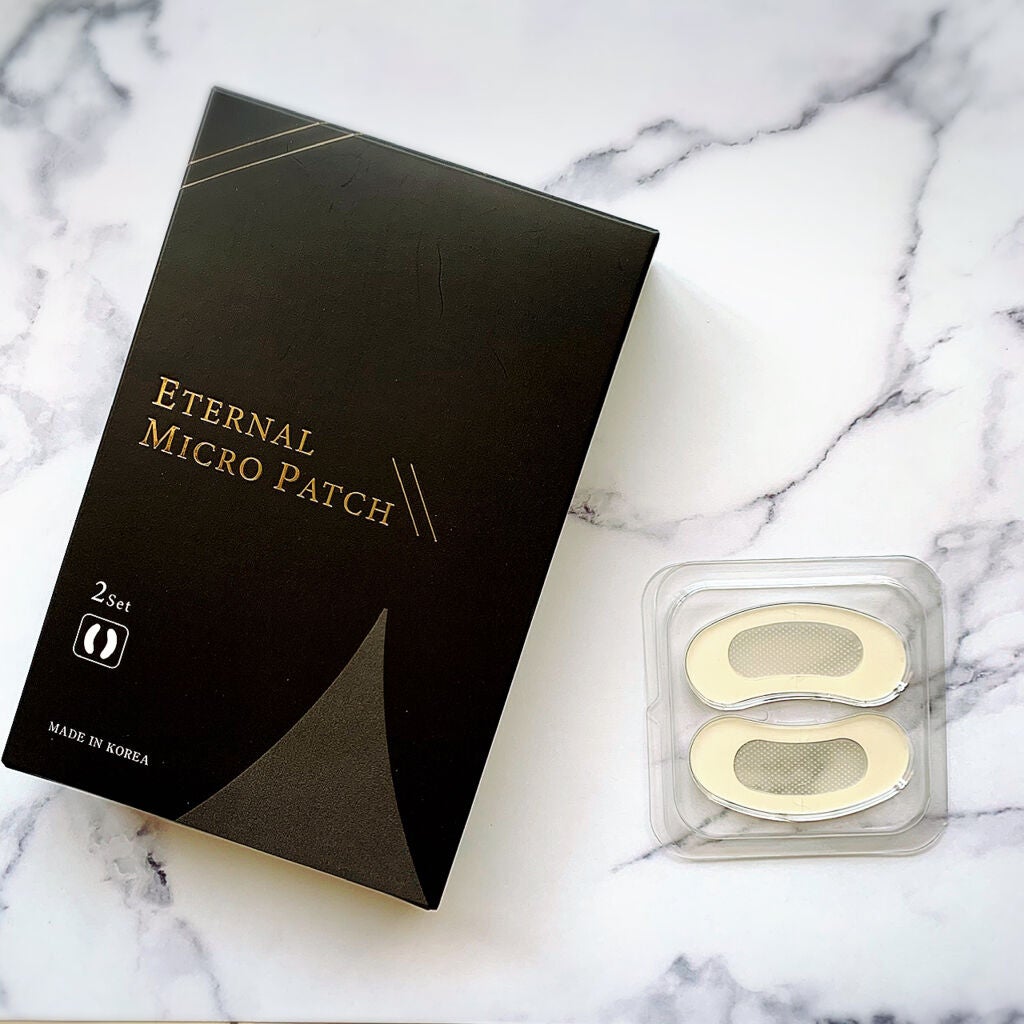 ETERNAL
MICRO PATCH
2Set
MADE IN KOREA